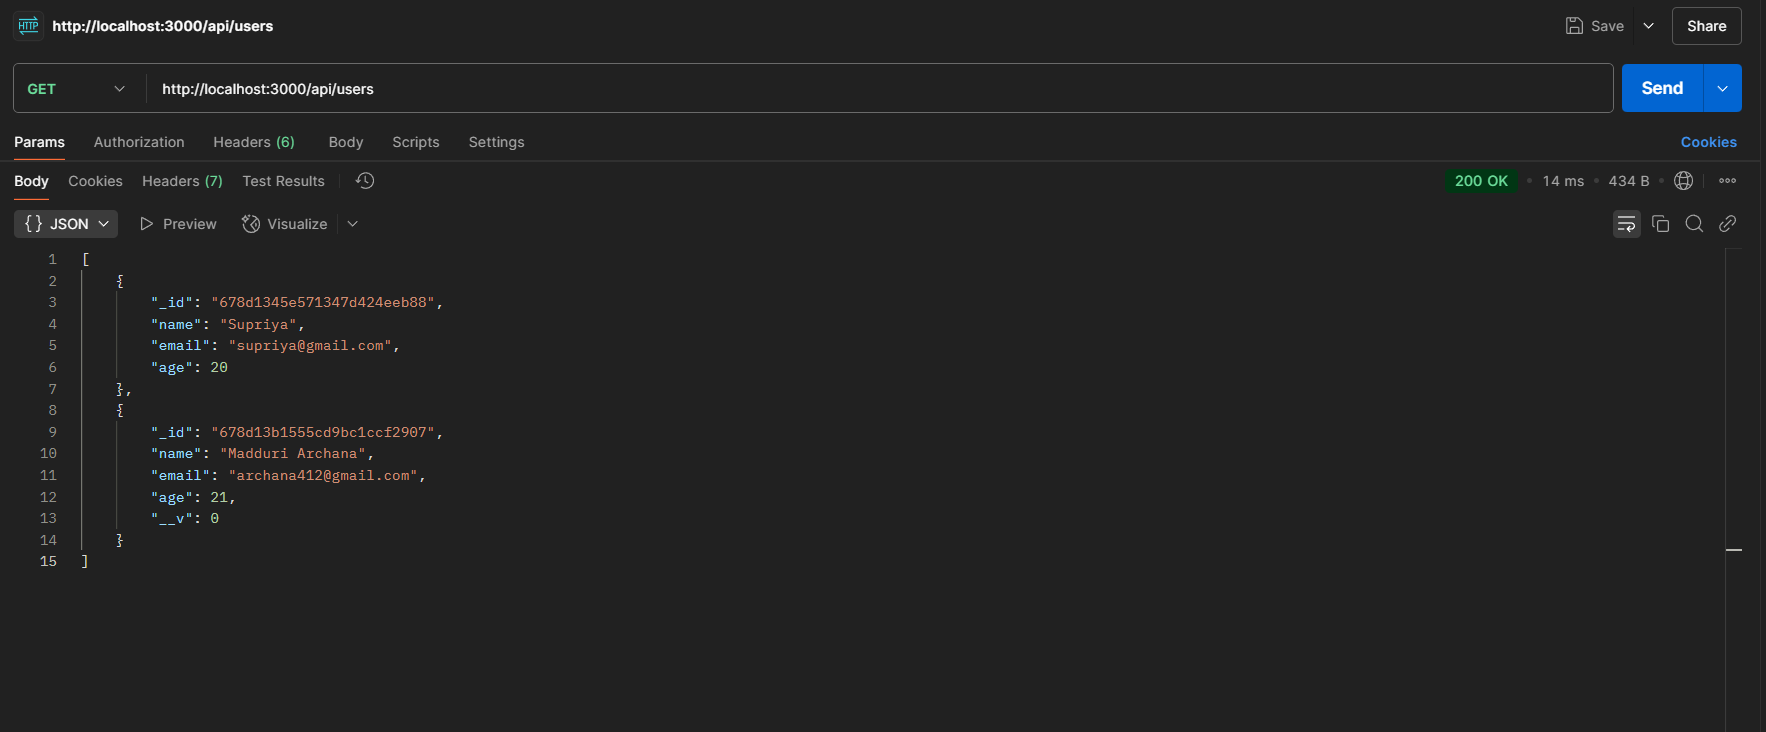 HTTP http://localhost:3000/api/users Save Share
GET http://localhost:3000/api/users Send
Params Authorization Headers (6) Body Scripts Settings Cookies
Body Cookies Headers (7) Test Results 200 OK • 14 ms • 434 B •
{ } JSON Preview Visualize
1 [
2 {
3 "_id": "678d1345e571347d424eeb88",
4 "name": "Supriya",
5 "email": "supriya@gmail.com",
6 "age": 20
7 },
8 {
9 "_id": "678d13b1555cd9bc1ccf2907",
10 "name": "Madduri Archana",
11 "email": "archana412@gmail.com",
12 "age": 21,
13 "__v": 0
14 }
15 ]